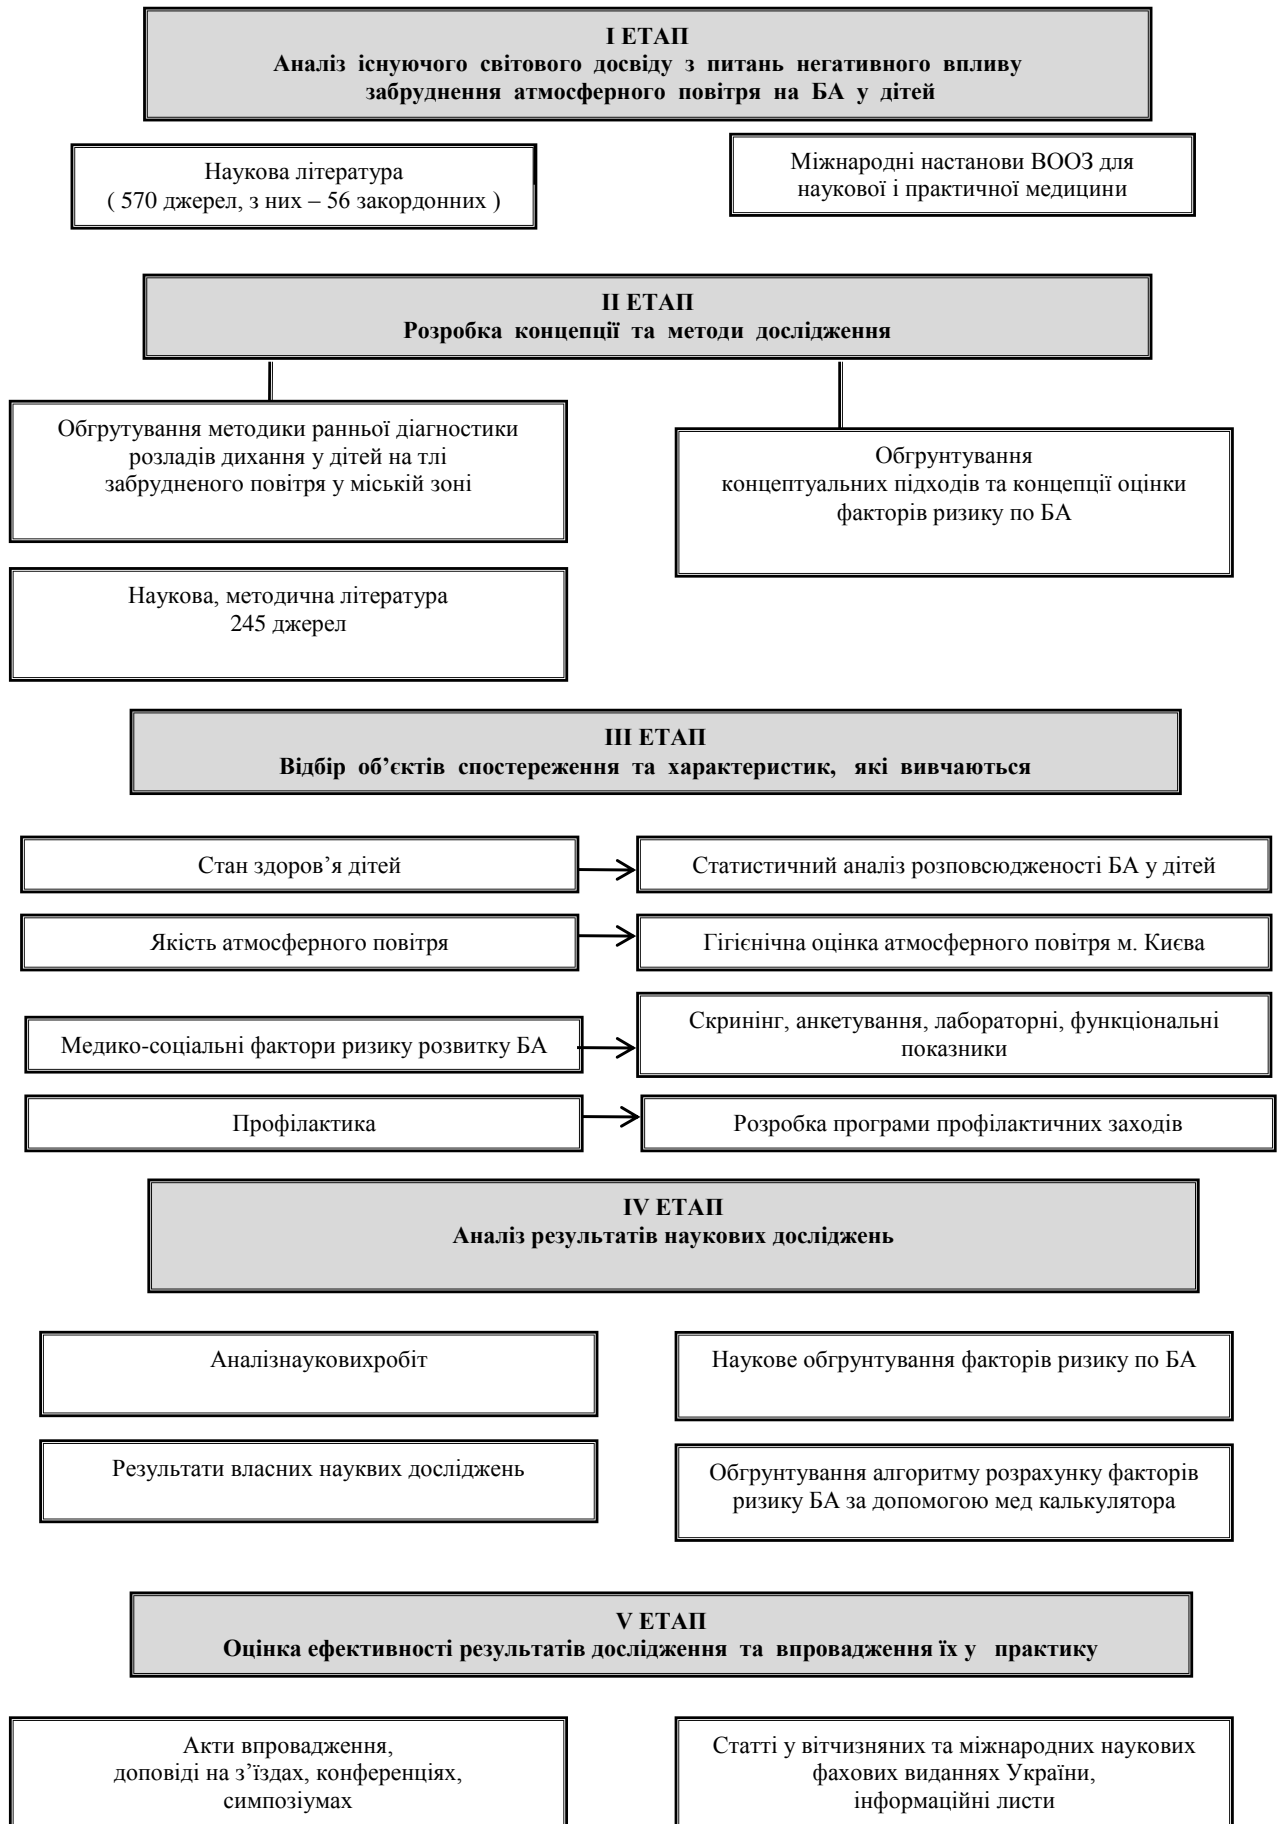 І ЕТАП
Аналіз існуючого світового досвіду з питань негативного впливу
забруднення атмосферного повітря на БА у дітей
Наукова література
( 570 джерел, з них – 56 закордонних )
Міжнародні настанови ВООЗ для
наукової і практичної медицини
ІІ ЕТАП
Розробка концепції та методи дослідження
Обгрутування методики ранньої діагностики
розладів дихання у дітей на тлі
забрудненого повітря у міській зоні
Обгрунтування
концептуальних підходів та концепції оцінки
факторів ризику по БА
Наукова, методична література
245 джерел
ІІІ ЕТАП
Відбір об’єктів спостереження та характеристик, які вивчаються
Стан здоров’я дітей
Статистичний аналіз розповсюдженості БА у дітей
Якість атмосферного повітря
Гігієнічна оцінка атмосферного повітря м. Києва
Медико-соціальні фактори ризику розвитку БА
Скринінг, анкетування, лабораторні, функціональні
показники
Профілактика
Розробка програми профілактичних заходів
ІV ЕТАП
Аналіз результатів наукових досліджень
Аналізнауковихробіт
Наукове обгрунтування факторів ризику по БА
Результати власних науквих досліджень
Обгрунтування алгоритму розрахунку факторів
ризику БА за допомогою мед калькулятора
V ЕТАП
Оцінка ефективності результатів дослідження та впровадження їх у практику
Акти впровадження,
доповіді на з’їздах, конференціях,
симпозіумах
Статті у вітчизняних та міжнародних наукових
фахових виданнях України,
інформаційні листи